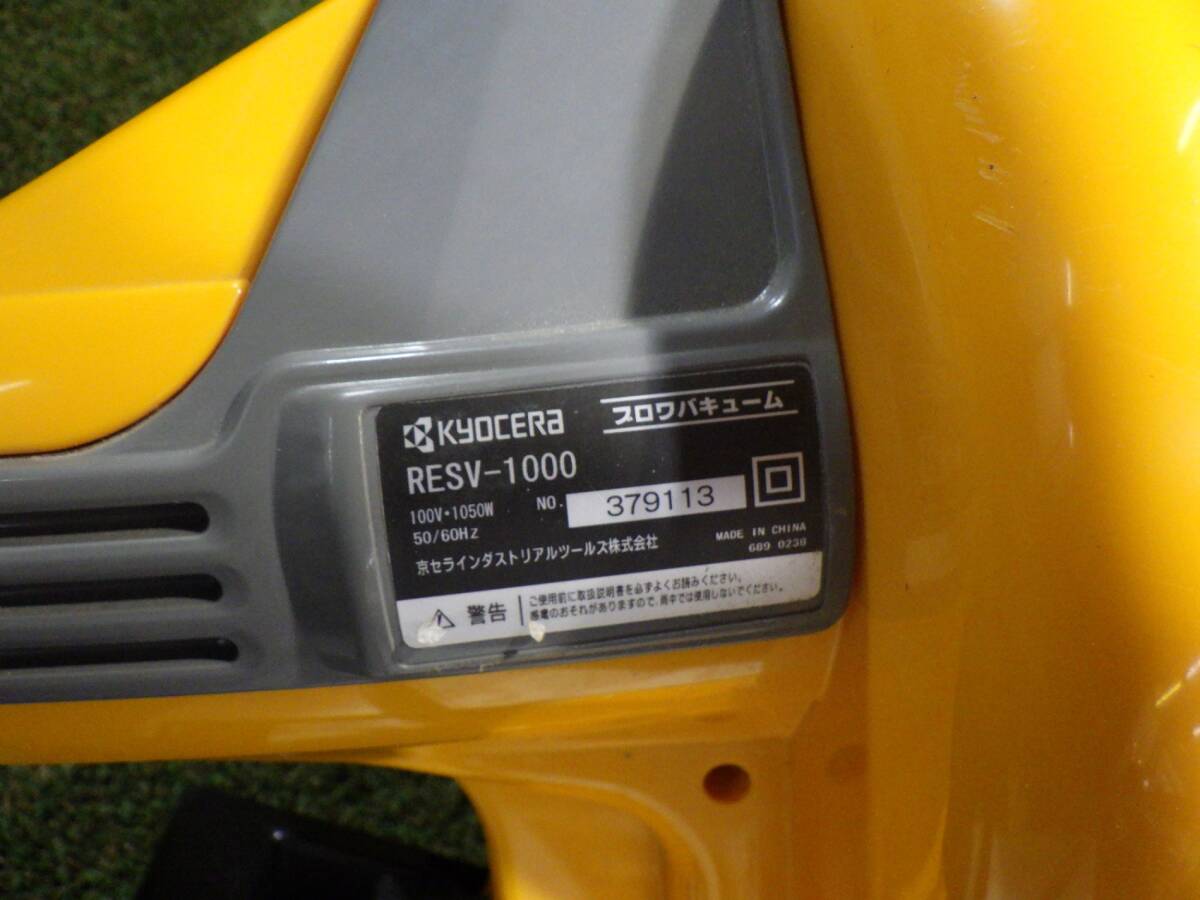 KYOCERA ブロワバキューム
RESV-1000
100V・1050W NO. 379113
50/60Hz
京セラインダストリアルツールズ株式会社
MADE IN CHINA
689 0238
警告
ご使用前に取扱説明書を必ずよくお読みください。
感電のおそれがありますので、雨中では使用しないでください。